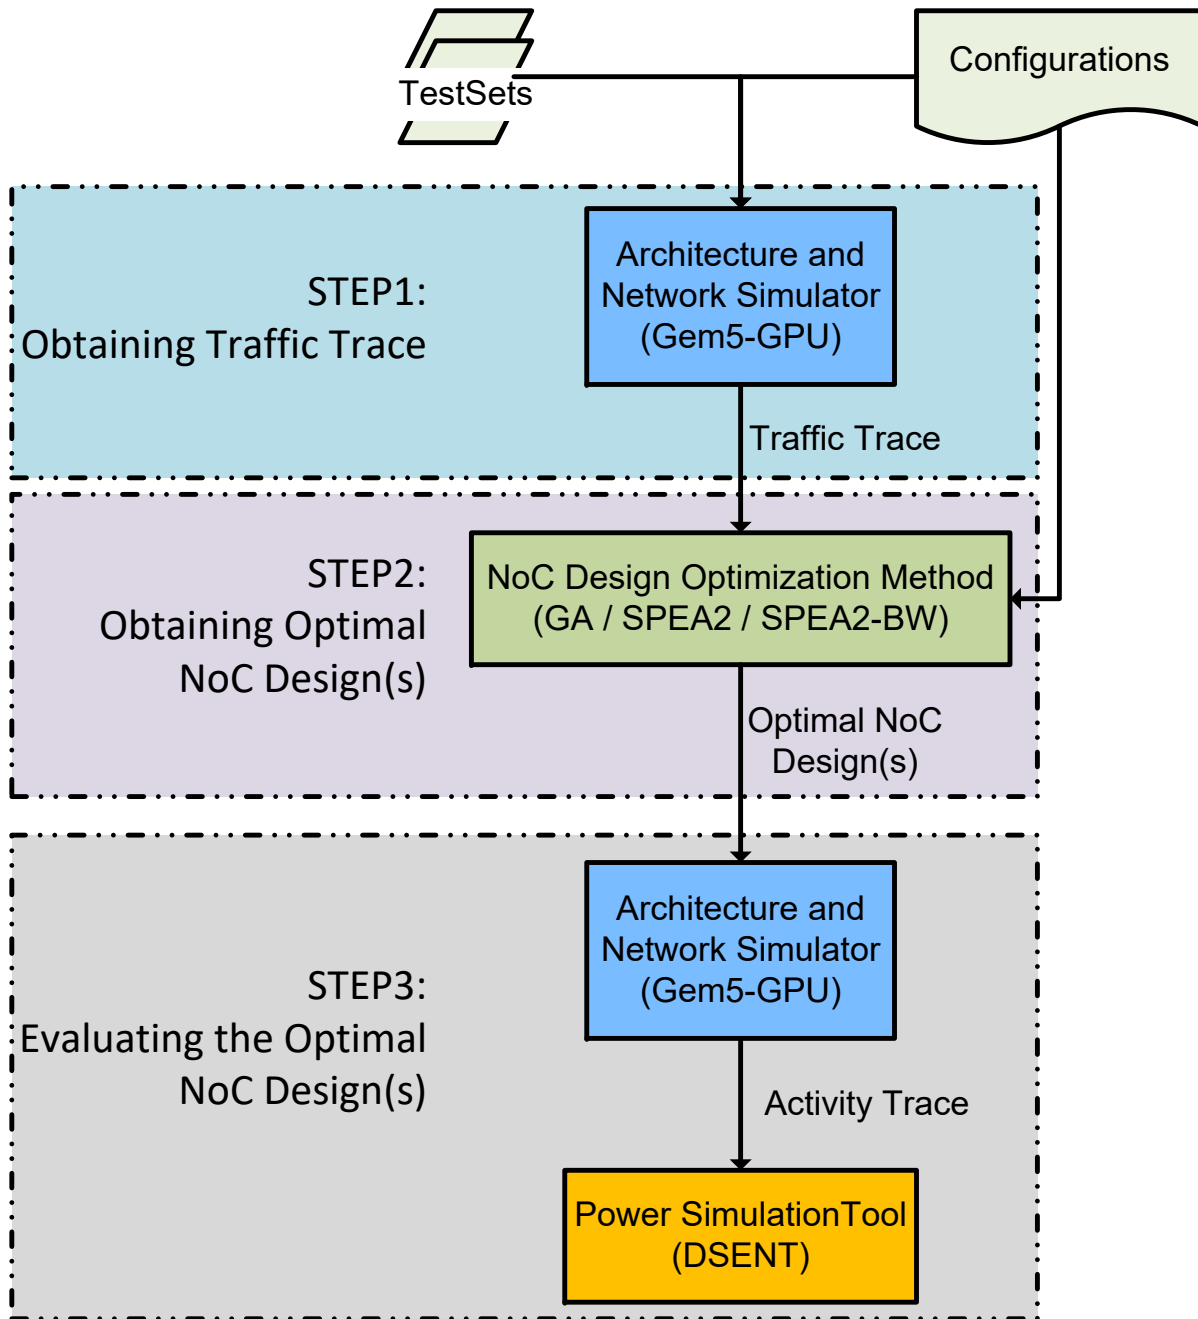 TestSets
Configurations
STEP1:
Obtaining Traffic Trace
Architecture and
Network Simulator
(Gem5-GPU)
Traffic Trace
STEP2:
Obtaining Optimal
NoC Design(s)
NoC Design Optimization Method
(GA / SPEA2 / SPEA2-BW)
Optimal NoC
Design(s)
STEP3:
Evaluating the Optimal
NoC Design(s)
Architecture and
Network Simulator
(Gem5-GPU)
Activity Trace
Power SimulationTool
(DSENT)